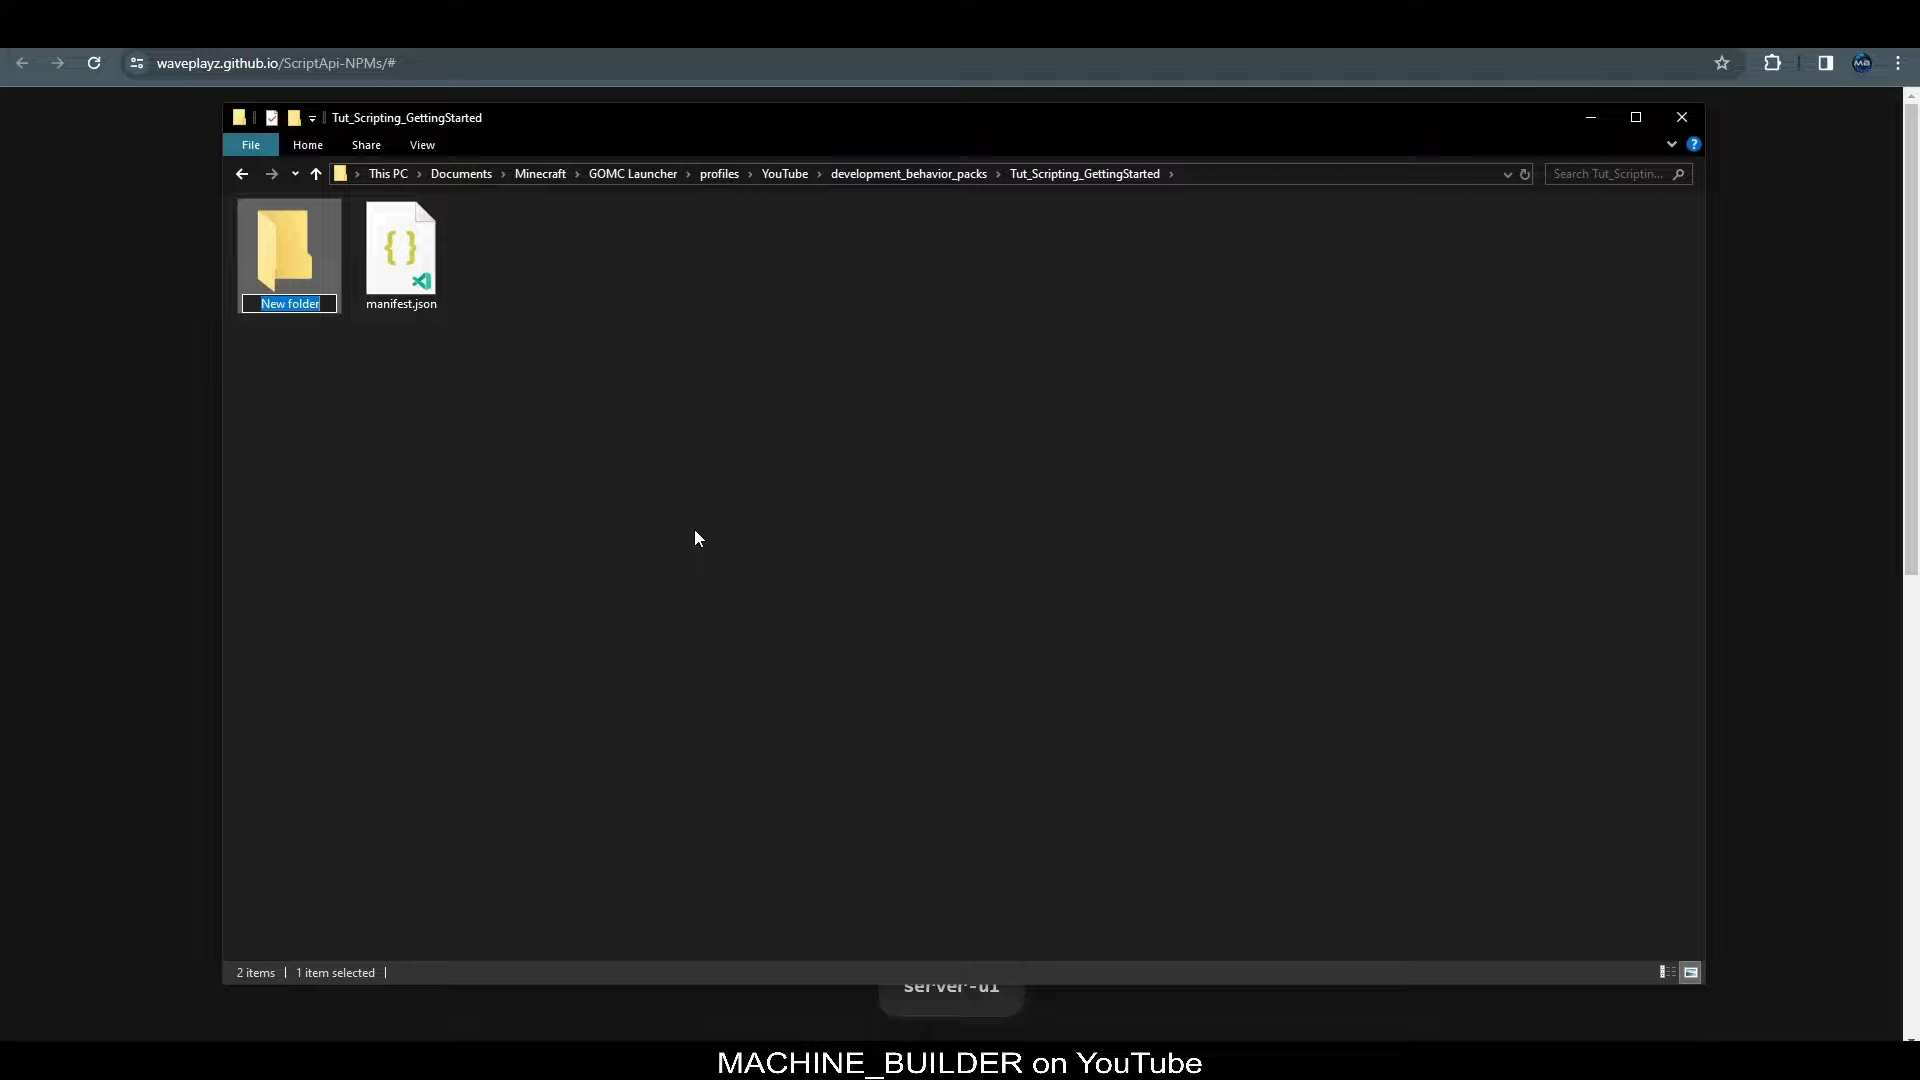 waveplayz.github.io/ScriptApi-NPMs/#
Tut_Scripting_GettingStarted
File Home Share View
This PC Documents Minecraft GOMC Launcher profiles YouTube development_behavior_packs Tut_Scripting_GettingStarted
Search Tut_Scriptin...
New folder
manifest.json
2 items 1 item selected
server-ui
MACHINE_BUILDER on YouTube